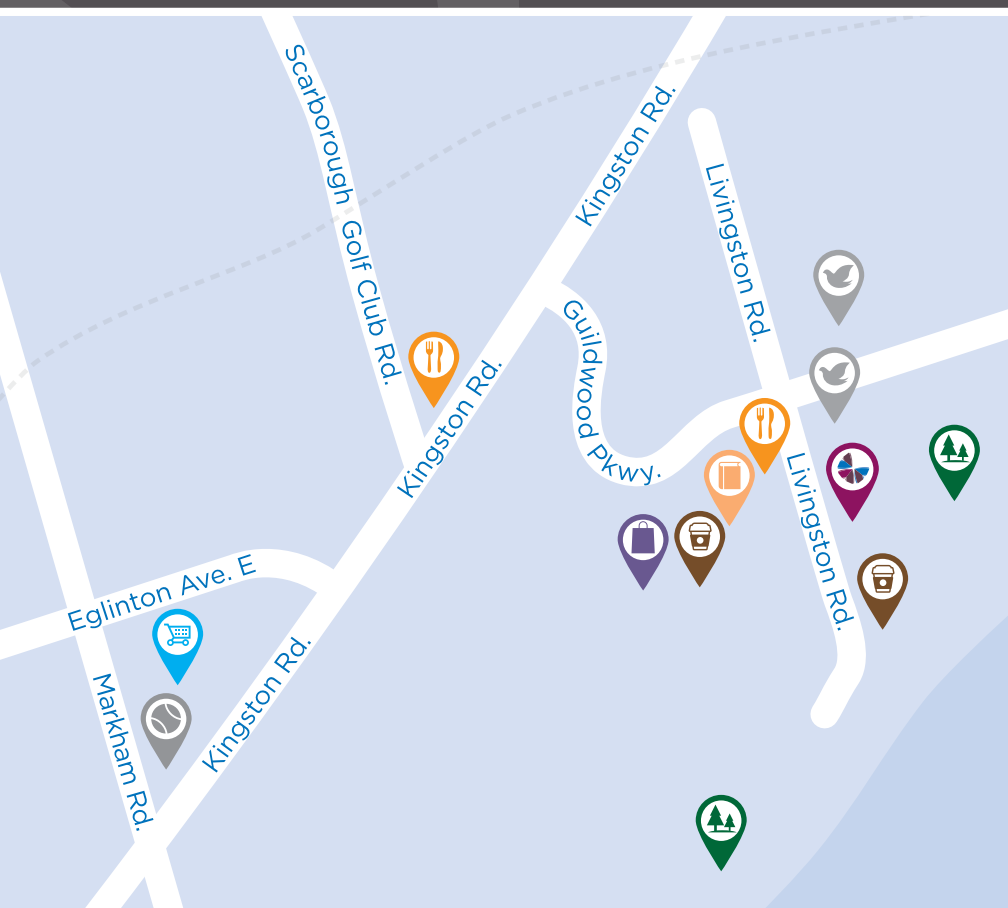 Scarborough Golf Club Rd.
Kingston Rd.
Livingston Rd.
Guildwood Pkwy.
Kingston Rd.
Livingston Rd.
Eglinton Ave. E
Kingston Rd.
Markham Rd.